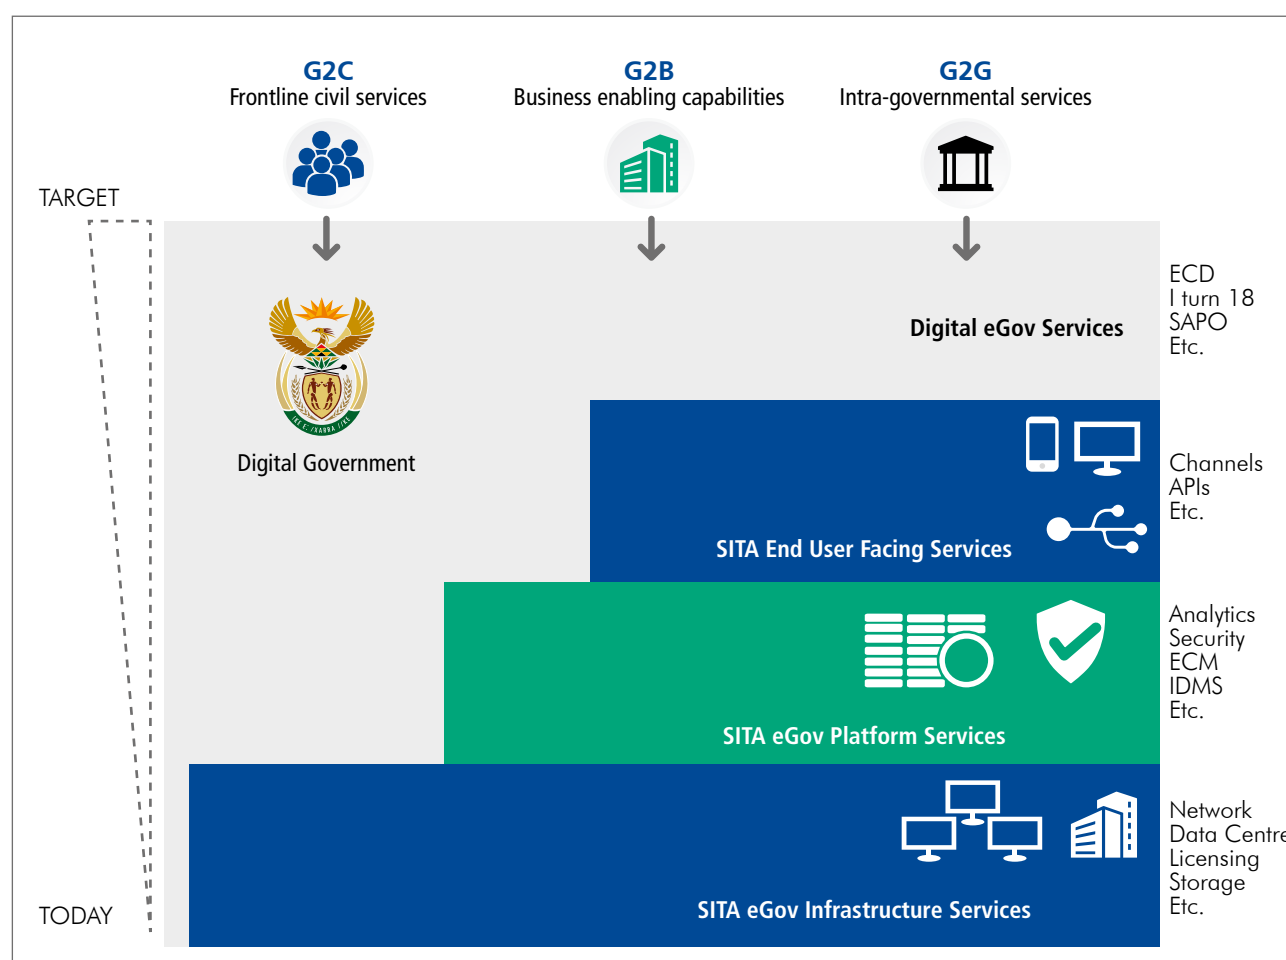 G2C
Frontline civil services
G2B
Business enabling capabilities
G2G
Intra-governmental services
TARGET
Digital Government
Digital eGov Services
ECD
I turn 18
SAPO
Etc.
SITA End User Facing Services
Channels
APIs
Etc.
SITA eGov Platform Services
Analytics
Security
ECM
IDMS
Etc.
SITA eGov Infrastructure Services
Network
Data Centre
Licensing
Storage
Etc.
TODAY